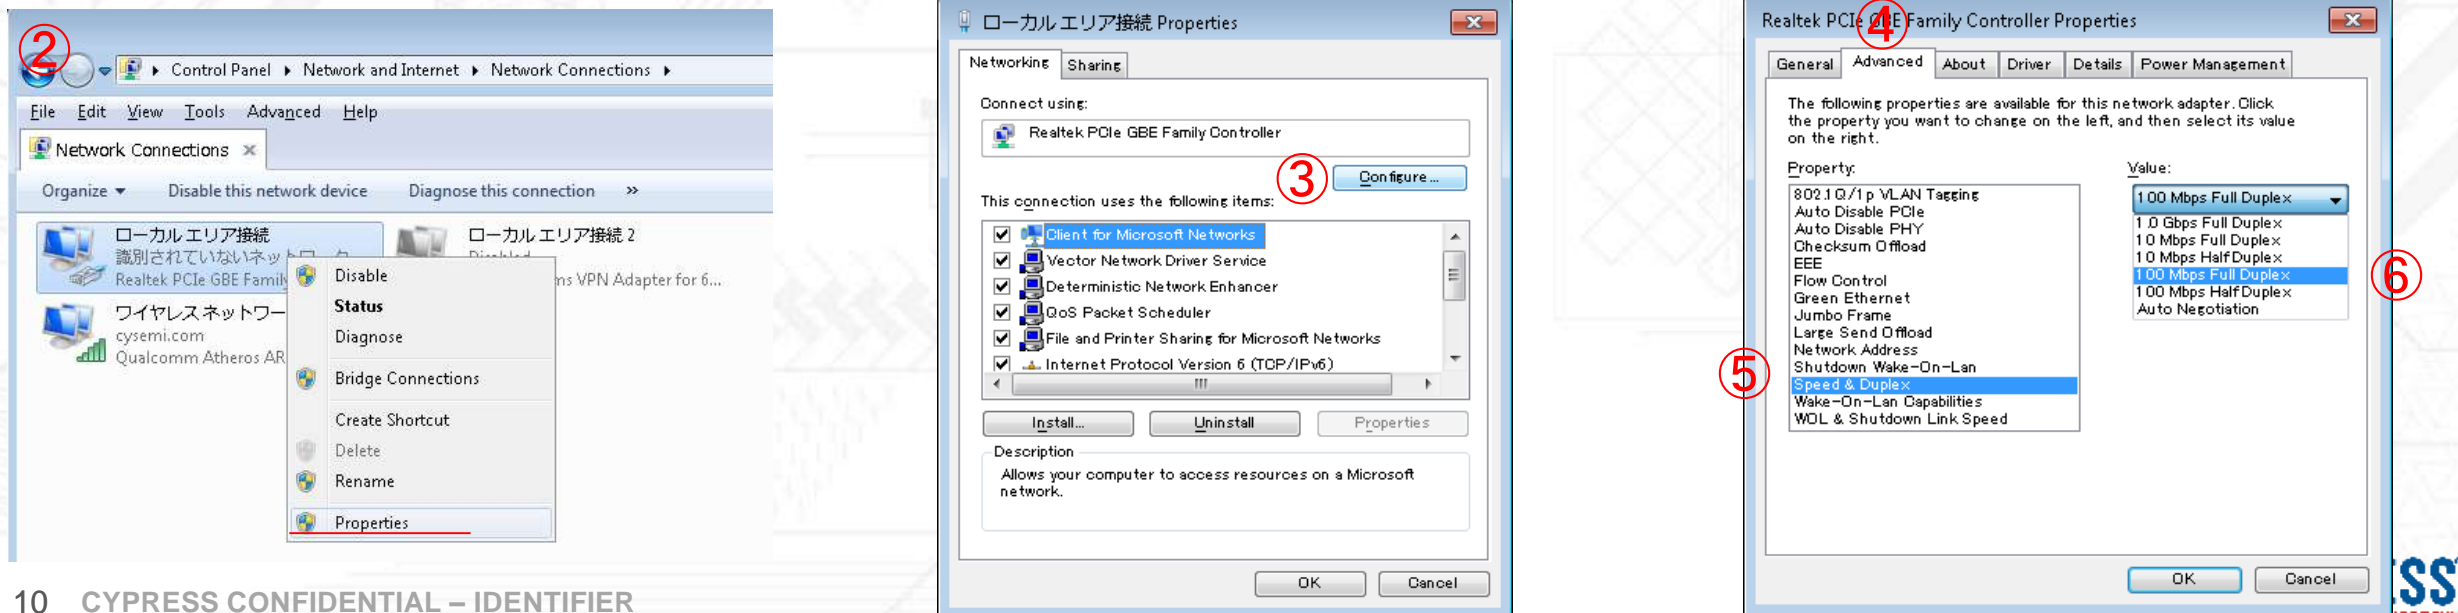 ②
Control Panel ▸ Network and Internet ▸ Network Connections ▸
File Edit View Tools Advanced Help
Network Connections ×
Organize ▾ Disable this network device Diagnose this connection »
ローカル エリア接続
識別されていないネットワーク
Realtek PCIe GBE Family
ローカル エリア接続 2
Disabled
ms VPN Adapter for 6...
ワイヤレス ネットワー
cysemi.com
Qualcomm Atheros AR
Disable
Status
Diagnose
Bridge Connections
Create Shortcut
Delete
Rename
Properties
10 CYPRESS CONFIDENTIAL – IDENTIFIER
ローカル エリア接続 Properties
Networking Sharing
Connect using:
Realtek PCIe GBE Family Controller
③
Configure...
This connection uses the following items:
Client for Microsoft Networks
Vector Network Driver Service
Deterministic Network Enhancer
QoS Packet Scheduler
File and Printer Sharing for Microsoft Networks
Internet Protocol Version 6 (TCP/IPv6)
Install... Uninstall Properties
Description
Allows your computer to access resources on a Microsoft
network.
OK Cancel
④
Realtek PCIe GBE Family Controller Properties
General Advanced About Driver Details Power Management
The following properties are available for this network adapter. Click
the property you want to change on the left, and then select its value
on the right.
Property:
802.1Q/1p VLAN Tagging
Auto Disable PCIe
Auto Disable PHY
Checksum Offload
EEE
Flow Control
Green Ethernet
Jumbo Frame
Large Send Offload
Network Address
Shutdown Wake-On-Lan
⑤
Speed & Duplex
Wake-On-Lan Capabilities
WOL & Shutdown Link Speed
Value:
100 Mbps Full Duplex
1.0 Gbps Full Duplex
10 Mbps Full Duplex
10 Mbps Half Duplex
100 Mbps Full Duplex
⑥
100 Mbps Half Duplex
Auto Negotiation
OK Cancel
SS